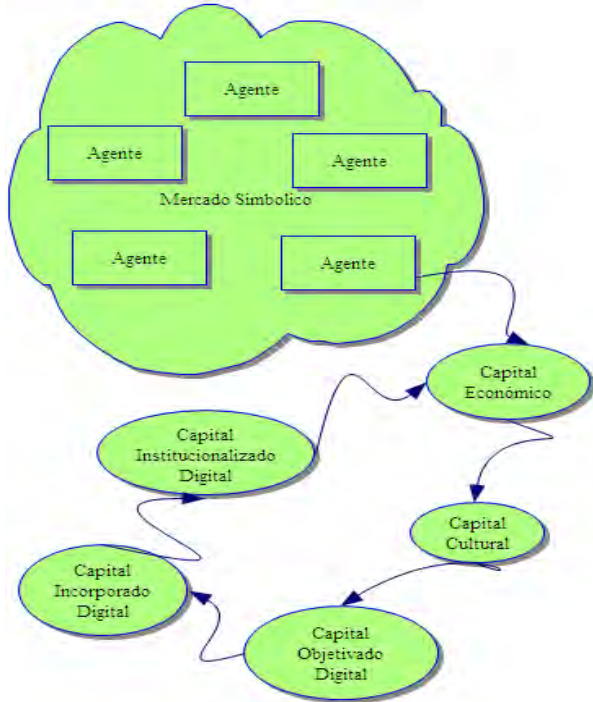 Agente
Agente
Agente
Mercado Simbolico
Agente
Agente
Capital
Económico
Capital
Institucionalizado
Digital
Capital
Cultural
Capital
Incorporado
Digital
Capital
Objetivado
Digital